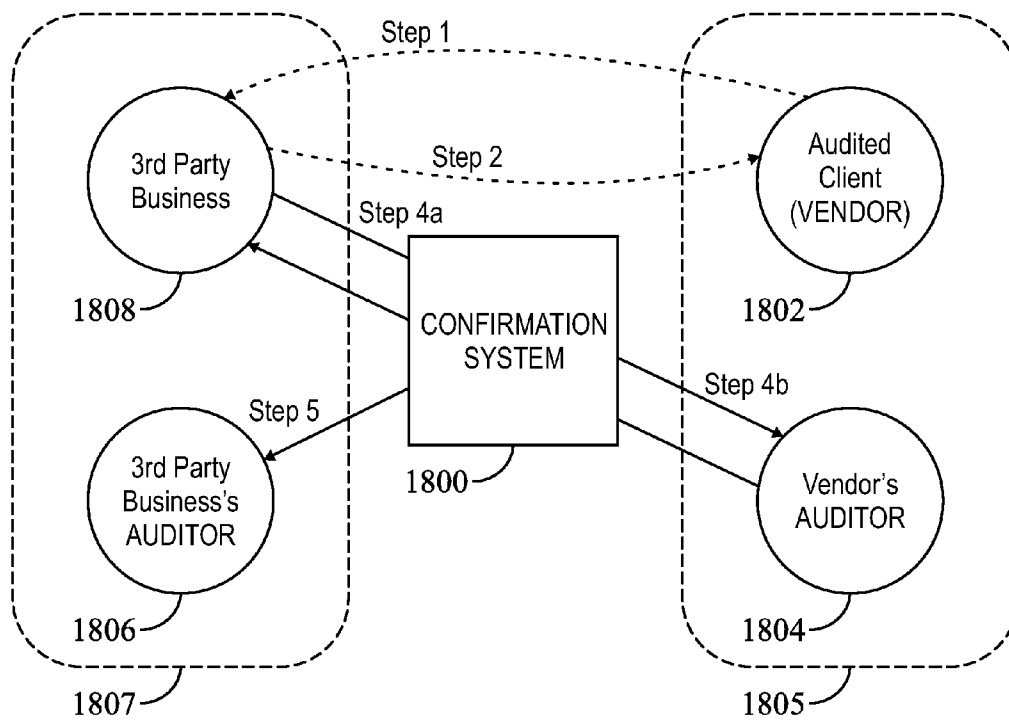 Step 1
3rd Party
Business
Step 2
Audited
Client
(VENDOR)
Step 4a
1808
1802
CONFIRMATION
SYSTEM
Step 4b
Step 5
3rd Party
Business's
AUDITOR
1800
Vendor's
AUDITOR
1806
1804
1807
1805